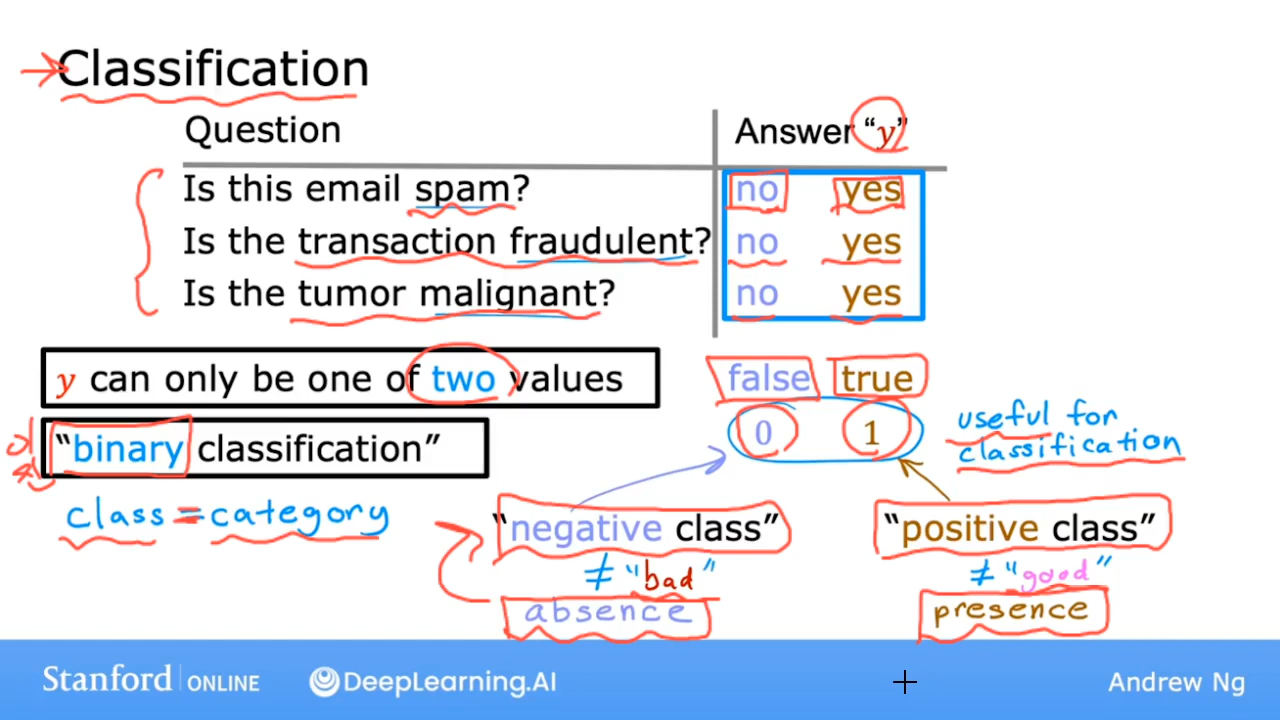 Classification
Question Answer “y”
Is this email spam? no yes
Is the transaction fraudulent? no yes
Is the tumor malignant? no yes
y can only be one of two values false true
0 1
useful for
classification
“binary classification”
class = category
“negative class” “positive class”
≠ “bad” ≠ “good”
absence presence
Stanford ONLINE DeepLearning.AI Andrew Ng